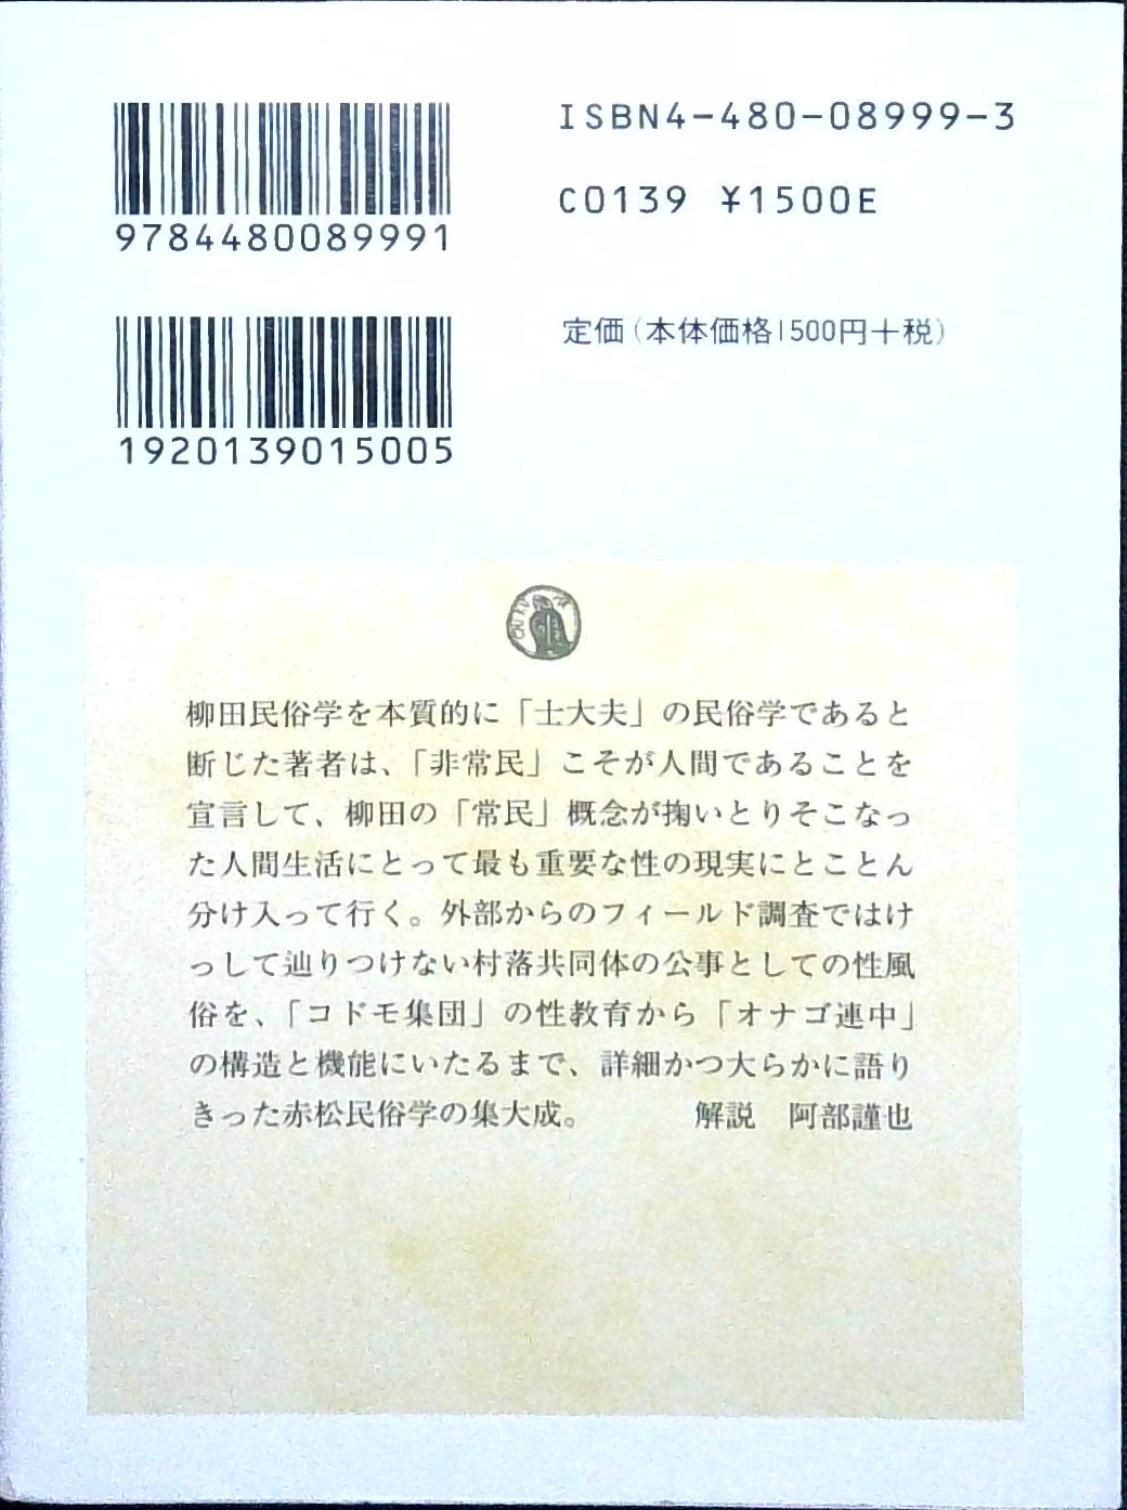 ISBN4-480-08999-3
C0139 ¥1500E
9784480089991
定価(本体価格1500円+税)
1920139015005
柳田民俗学を本質的に「士大夫」の民俗学であると
断じた著者は、「非常民」こそが人間であることを
宣言して、柳田の「常民」概念が掬いとりそこなっ
た人間生活にとって最も重要な性の現実にとことん
分け入って行く。外部からのフィールド調査ではけ
っして辿りつけない村落共同体の公事としての性風
俗を、「コドモ集団」の性教育から「オナゴ連中」
の構造と機能にいたるまで、詳細かつ大らかに語り
きった赤松民俗学の集大成。　解説　阿部謹也